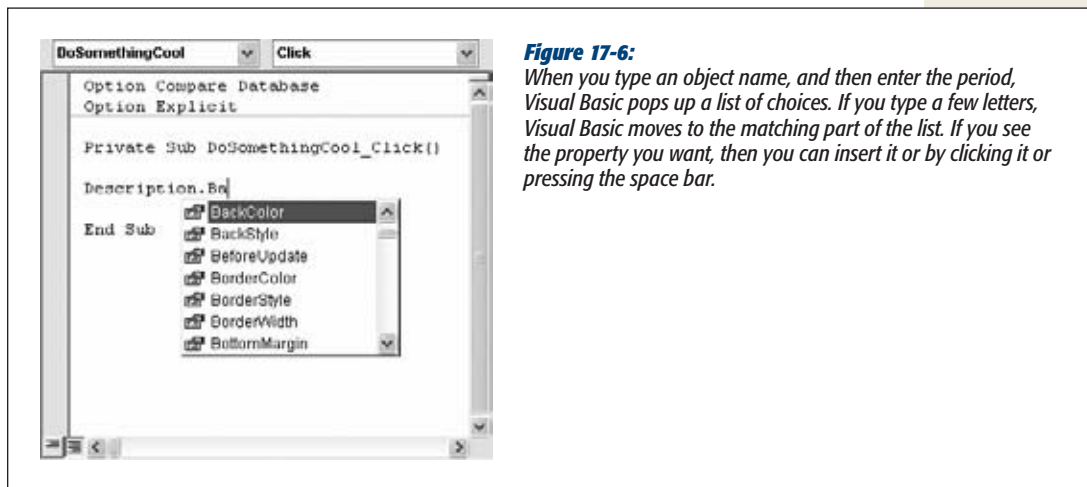 DoSomethingCool Click
Option Compare Database
Option Explicit
Private Sub DoSomethingCool_Click()
Description.Ba
BackColor
BackStyle
BeforeUpdate
BorderColor
BorderStyle
BorderWidth
BottomMargin
End Sub
Figure 17-6:
When you type an object name, and then enter the period,
Visual Basic pops up a list of choices. If you type a few letters,
Visual Basic moves to the matching part of the list. If you see
the property you want, then you can insert it or by clicking it or
pressing the space bar.